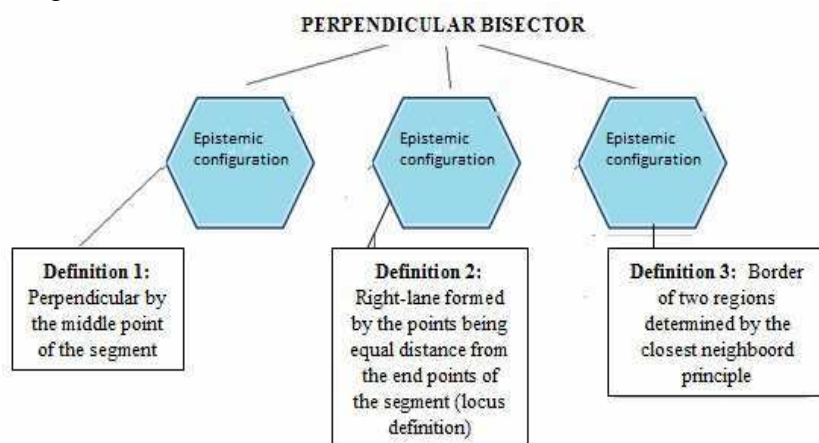 PERPENDICULAR BISECTOR
Epistemic
configuration
Epistemic
configuration
Epistemic
configuration
Definition 1:
Perpendicular by
the middle point
of the segment
Definition 2:
Right-lane formed
by the points being
equal distance from
the end points of
the segment (locus
definition)
Definition 3: Border
of two regions
determined by the
closest neighboord
principle